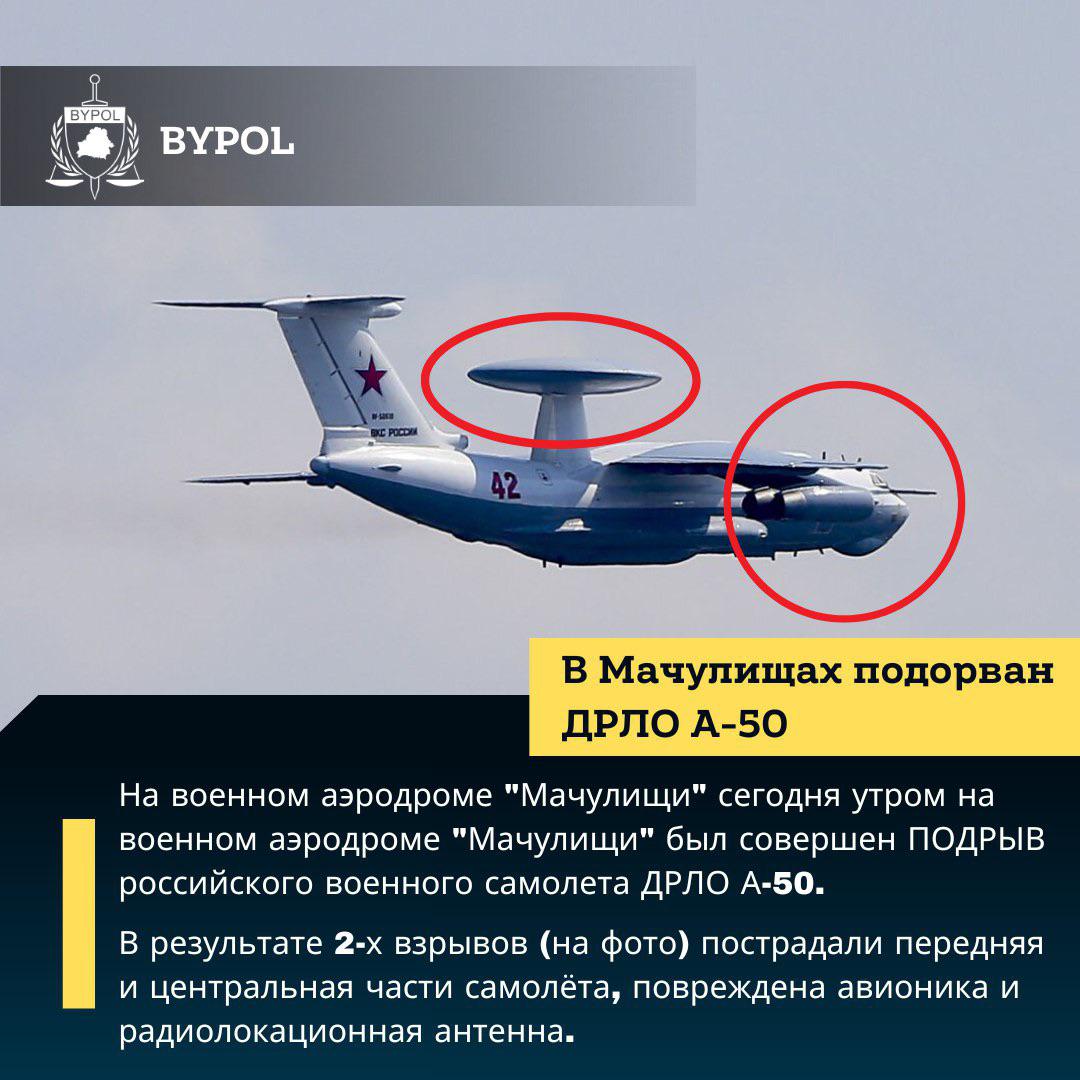 BYPOL
BYPOL
ВКС РОССИИ
42
В Мачулищах подорван
ДРЛО А-50
На военном аэродроме "Мачулищи" сегодня утром на
военном аэродроме "Мачулищи" был совершен ПОДРЫВ
российского военного самолета ДРЛО А-50.
В результате 2-х взрывов (на фото) пострадали передняя
и центральная части самолёта, повреждена авионика и
радиолокационная антенна.